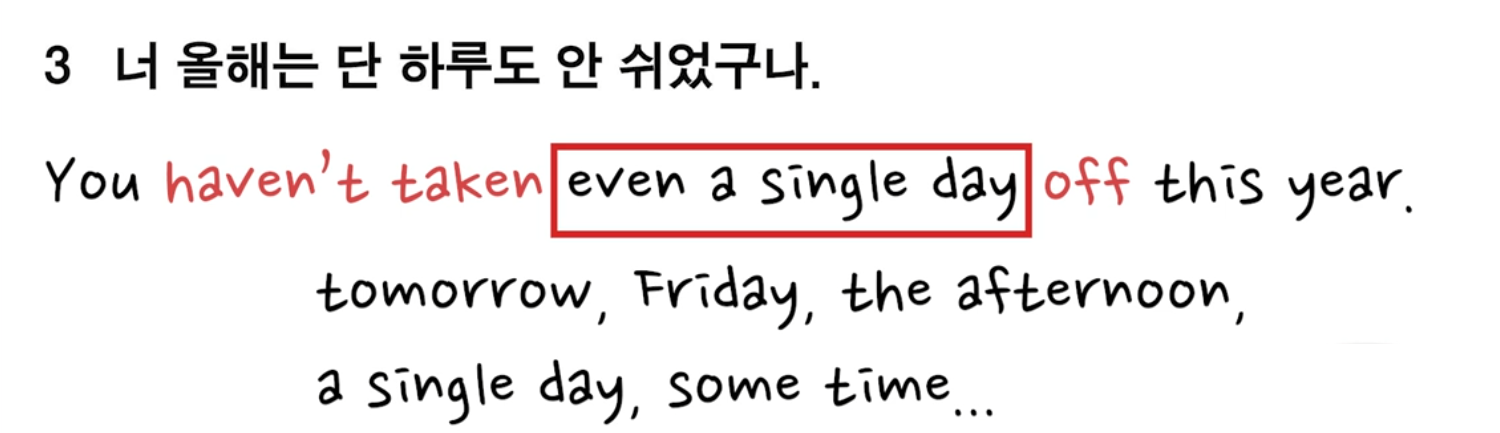 3 너 올해는 단 하루도 안 쉬었구나.
You haven't taken even a single day off this year.
tomorrow, Friday, the afternoon,
a single day, some time...